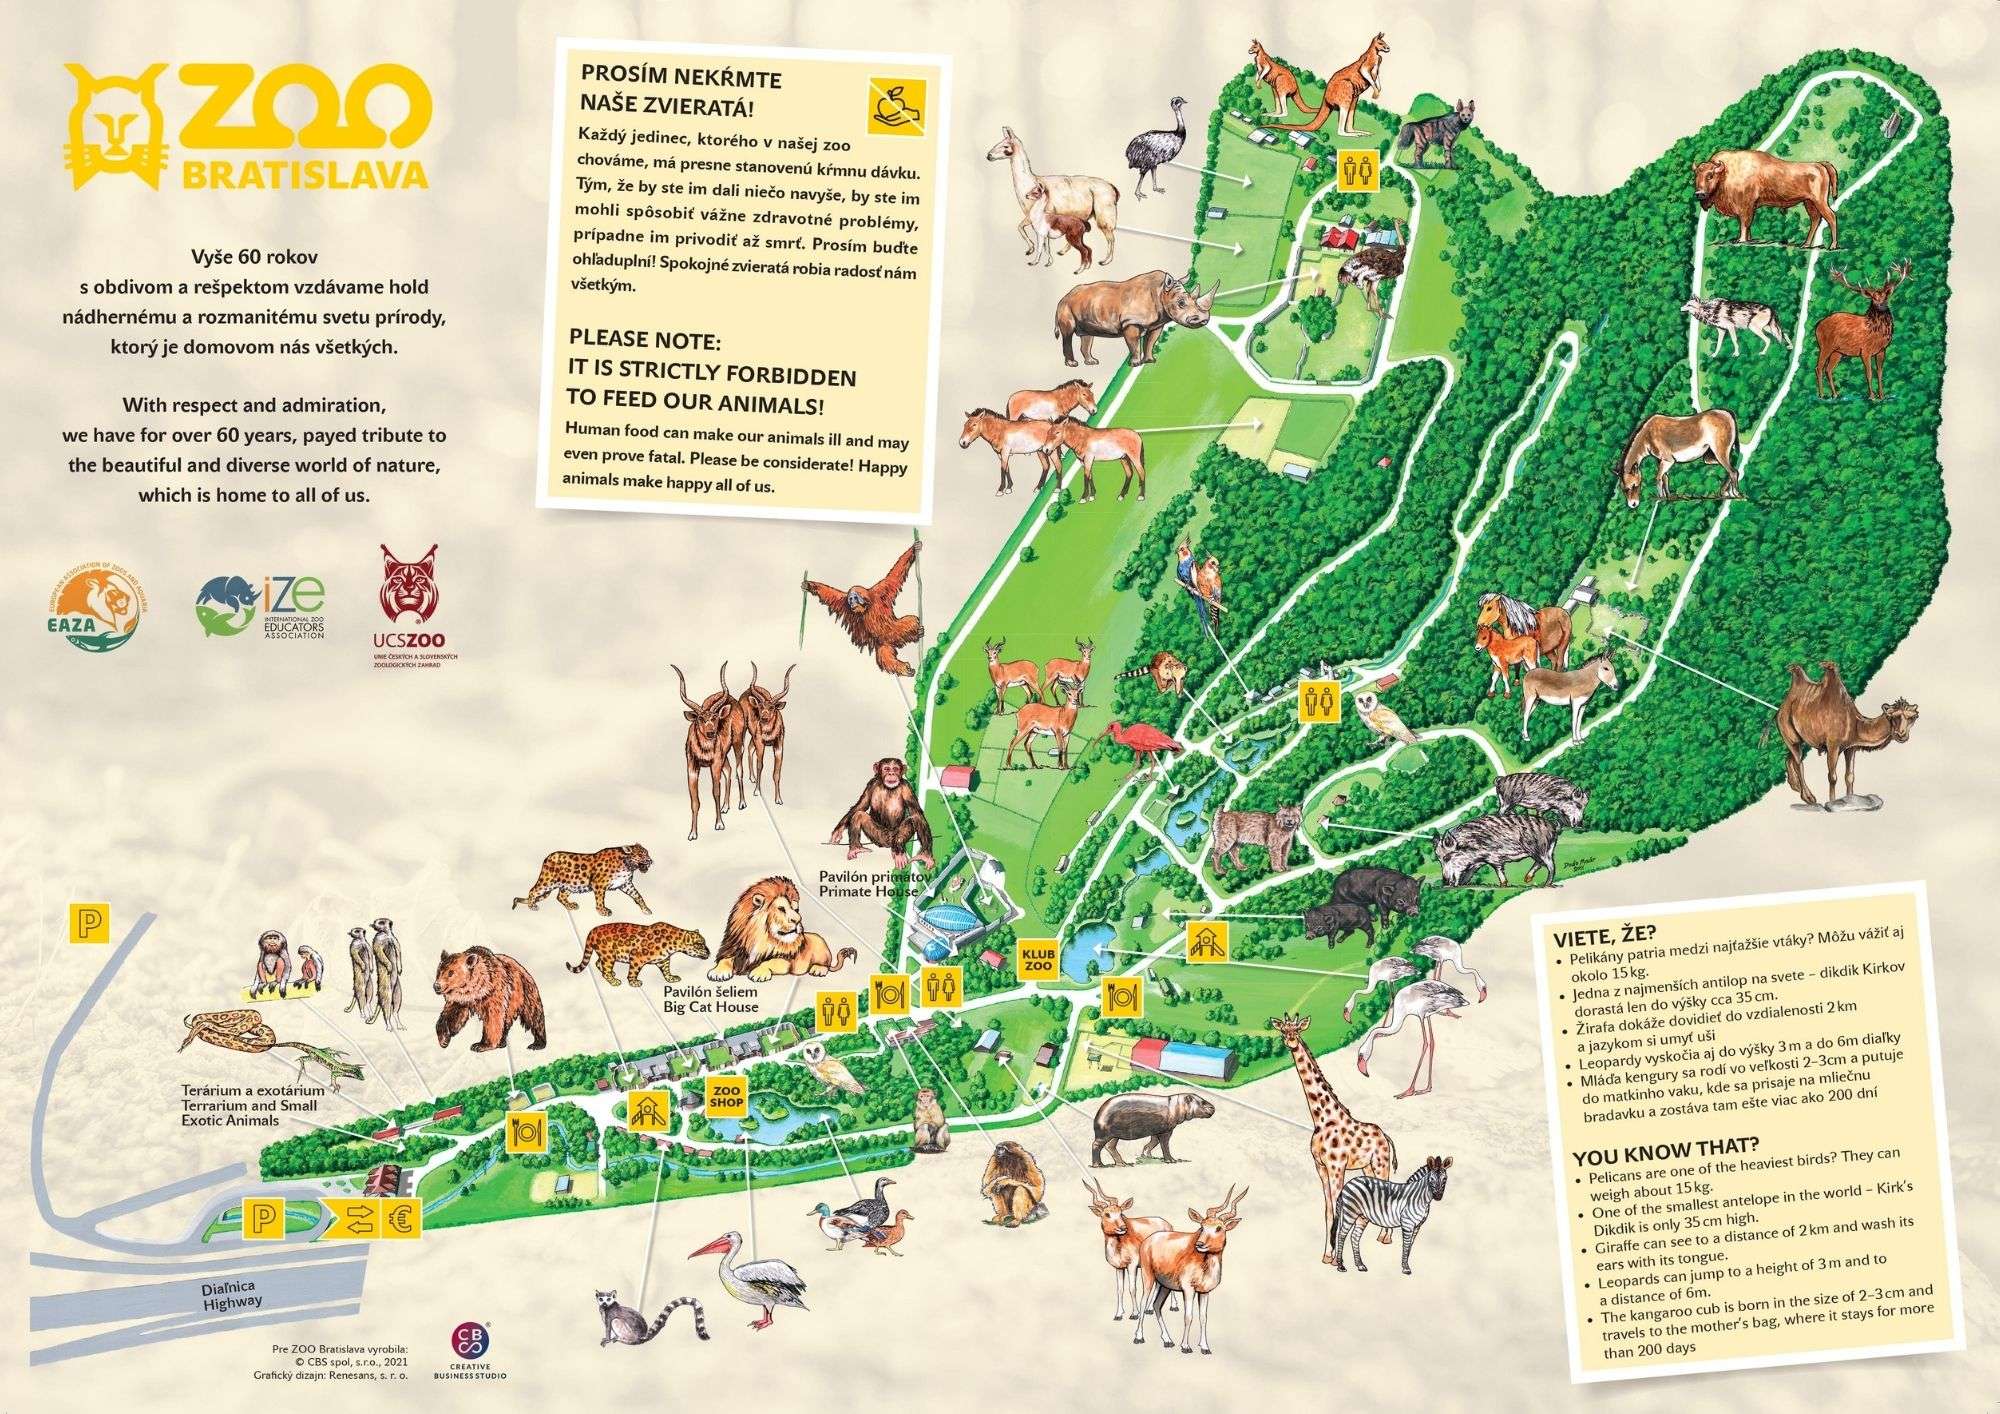 ZOO
BRATISLAVA
Vyše 60 rokov
s obdivom a rešpektom vzdávame hold
nádhernému a rozmanitému svetu prírody,
ktorý je domovom nás všetkých.
With respect and admiration,
we have for over 60 years, payed tribute to
the beautiful and diverse world of nature,
which is home to all of us.
EUROPEAN ASSOCIATION OF ZOOS AND AQUARIA
EAZA
iZe
INTERNATIONAL ZOO
EDUCATORS
ASSOCIATION
UCSZOO
UNIE ČESKÝCH A SLOVENSKÝCH
ZOOLOGICKÝCH ZAHRAD
PROSÍM NEKŔMTE
NAŠE ZVIERATÁ!
Každý jedinec, ktorého v našej zoo
chováme, má presne stanovenú kŕmnu dávku.
Tým, že by ste im dali niečo navyše, by ste im
mohli spôsobiť vážne zdravotné problémy,
prípadne im privodiť až smrť. Prosím buďte
ohľaduplní! Spokojné zvieratá robia radosť nám
všetkým.
PLEASE NOTE:
IT IS STRICTLY FORBIDDEN
TO FEED OUR ANIMALS!
Human food can make our animals ill and may
even prove fatal. Please be considerate! Happy
animals make happy all of us.
Pavilón primátov
Primate House
Pavilón šeliem
Big Cat House
KLUB
ZOO
ZOO
SHOP
Terárium a exotárium
Terrarium and Small
Exotic Animals
P
P
€
Diaľnica
Highway
Pre ZOO Bratislava vyrobila:
© CBS spol, s.r.o., 2021
Grafický dizajn: Renesans, s. r. o.
CBS
®
CREATIVE
BUSINESS STUDIO
VIETE, ŽE?
• Pelikány patria medzi najťažšie vtáky? Môžu vážiť aj
okolo 15 kg.
• Jedna z najmenších antilop na svete – dikdik Kirkov
dorastá len do výšky cca 35 cm.
• Žirafa dokáže dovidieť do vzdialenosti 2 km
a jazykom si umyť uši
• Leopardy vyskočia aj do výšky 3 m a do 6m diaľky
• Mláďa kengury sa rodí vo veľkosti 2–3cm a putuje
do matkinho vaku, kde sa prisaje na mliečnu
bradavku a zostáva tam ešte viac ako 200 dní
YOU KNOW THAT?
• Pelicans are one of the heaviest birds? They can
weigh about 15 kg.
• One of the smallest antelope in the world – Kirk's
Dikdik is only 35 cm high.
• Giraffe can see to a distance of 2 km and wash its
ears with its tongue.
• Leopards can jump to a height of 3 m and to
a distance of 6m.
• The kangaroo cub is born in the size of 2–3 cm and
travels to the mother's bag, where it stays for more
than 200 days